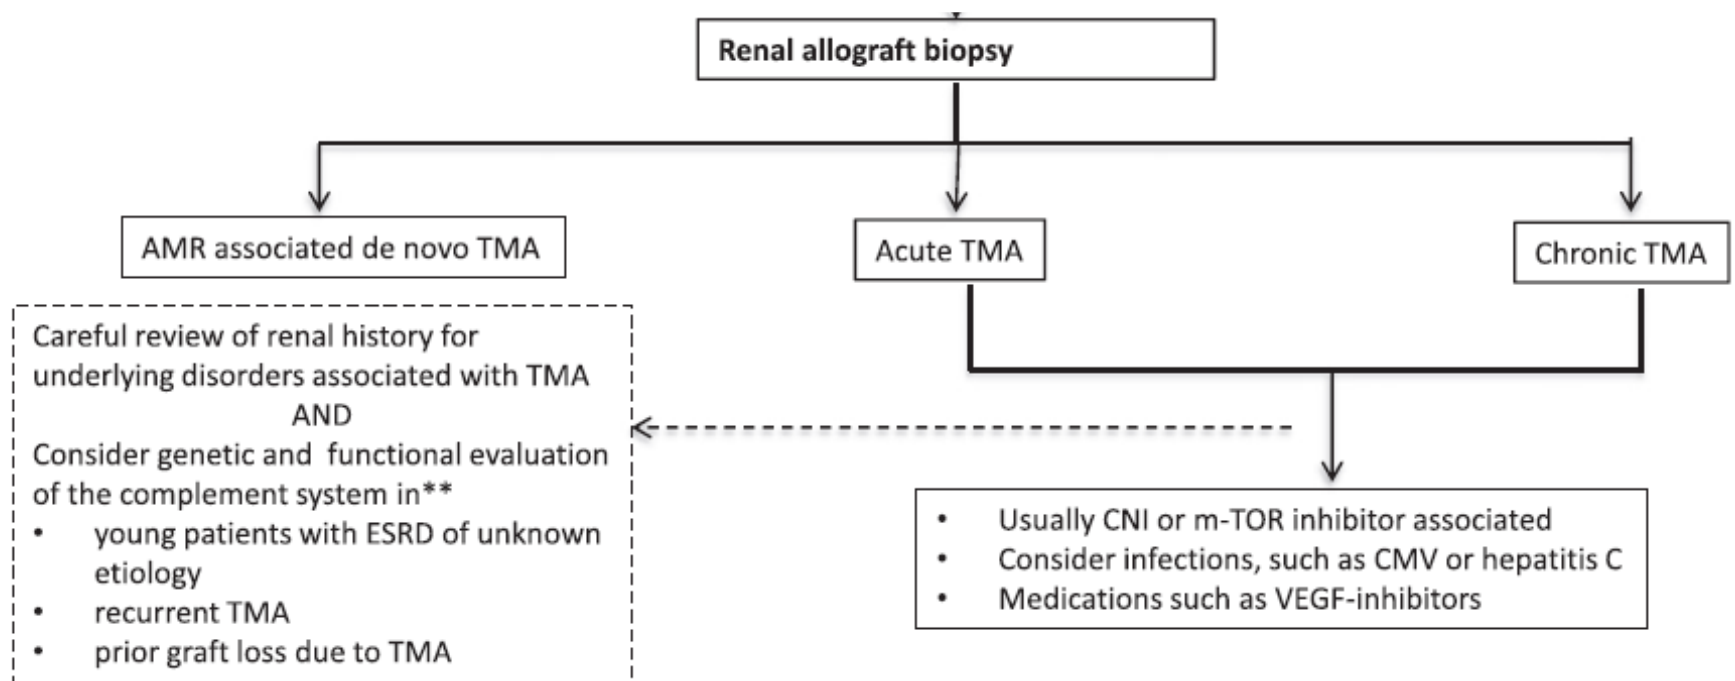 Renal allograft biopsy
AMR associated de novo TMA
Acute TMA
Chronic TMA
Careful review of renal history for
underlying disorders associated with TMA
AND
Consider genetic and functional evaluation
of the complement system in**
• young patients with ESRD of unknown
etiology
• recurrent TMA
• prior graft loss due to TMA
• Usually CNI or m-TOR inhibitor associated
• Consider infections, such as CMV or hepatitis C
• Medications such as VEGF-inhibitors